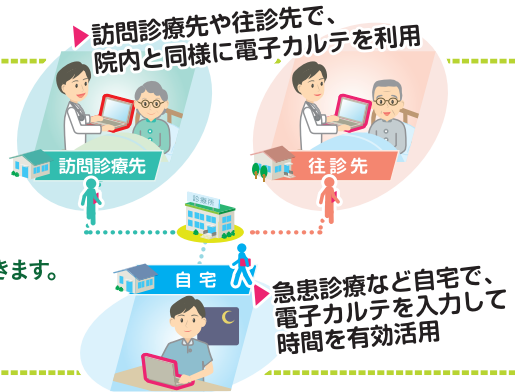 ▶訪問診療先や往診先で、
院内と同様に電子カルテを利用
訪問診療先
往診先
診療所
きます。
自宅
▶急患診療など自宅で、
電子カルテを入力して
時間を有効活用